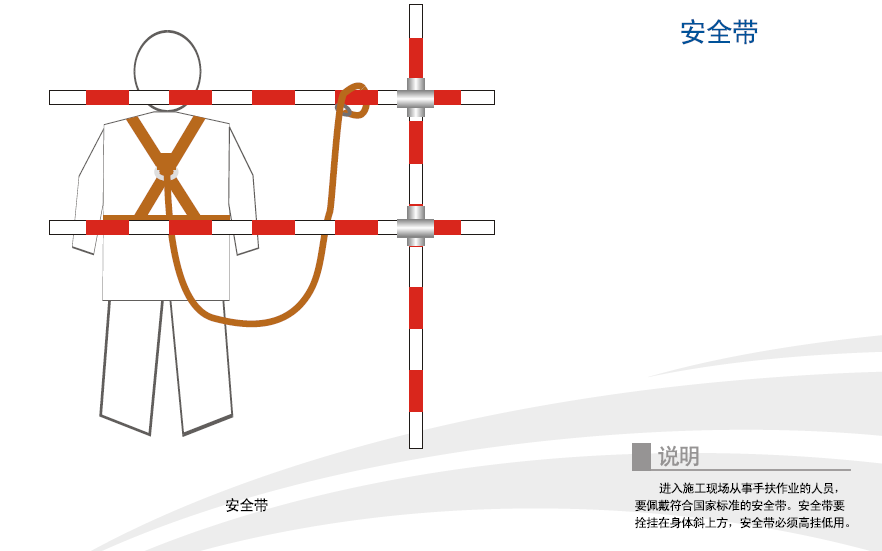 安全带
安全带
说明
进入施工现场从事手扶作业的人员，
要佩戴符合国家标准的安全带。安全带要
拴挂在身体斜上方，安全带必须高挂低用。